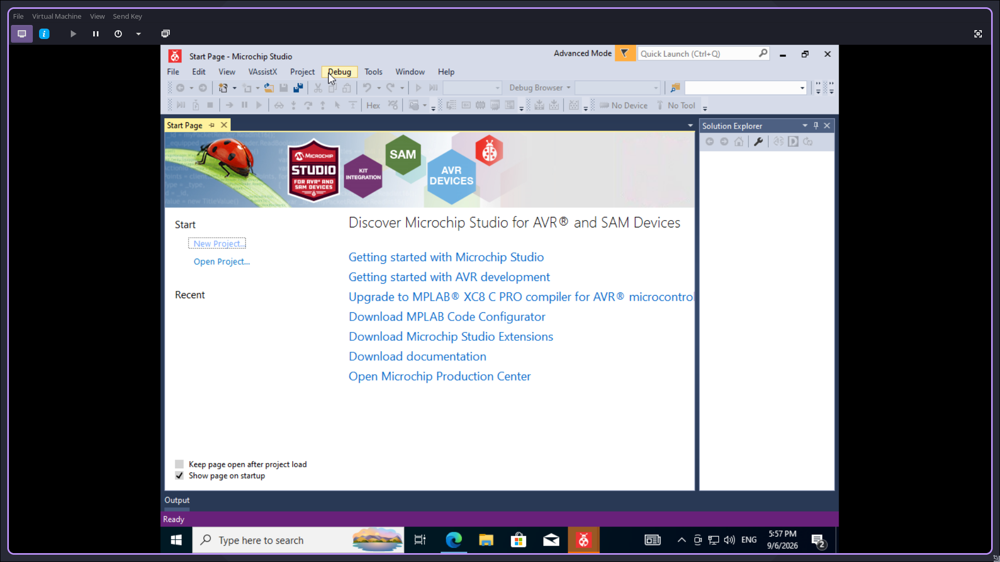 File Virtual Machine View Send Key
Start Page - Microchip Studio
Advanced Mode
Quick Launch (Ctrl+Q)
File Edit View VAssistX Project Debug Tools Window Help
Debug Browser
Hex
No Device
No Tool
Start Page
Solution Explorer
MICROCHIP
STUDIO
FOR AVR® AND
SAM DEVICES
KIT
INTEGRATION
SAM
AVR
DEVICES
Start
New Project...
Open Project...
Recent
Discover Microchip Studio for AVR® and SAM Devices
Getting started with Microchip Studio
Getting started with AVR development
Upgrade to MPLAB® XC8 C PRO compiler for AVR® microcontrol
Download MPLAB Code Configurator
Download Microchip Studio Extensions
Download documentation
Open Microchip Production Center
Keep page open after project load
Show page on startup
Output
Ready
Type here to search
ENG
5:57 PM
9/6/2026
2